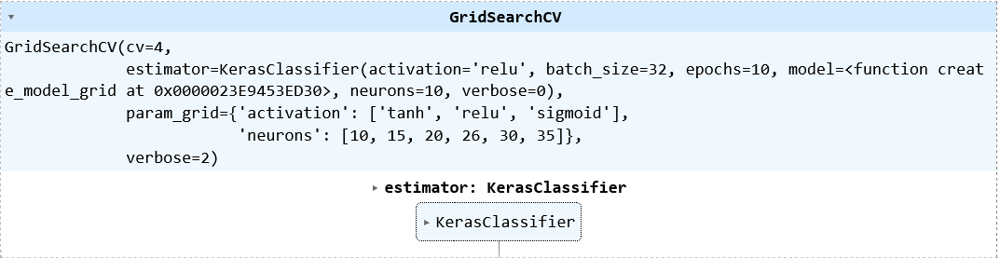 GridSearchCV
GridSearchCV(cv=4,
             estimator=KerasClassifier(activation='relu', batch_size=32, epochs=10, model=<function creat
e_model_grid at 0x0000023E9453ED30>, neurons=10, verbose=0),
             param_grid={'activation': ['tanh', 'relu', 'sigmoid'],
                         'neurons': [10, 15, 20, 26, 30, 35]},
             verbose=2)
estimator: KerasClassifier
KerasClassifier